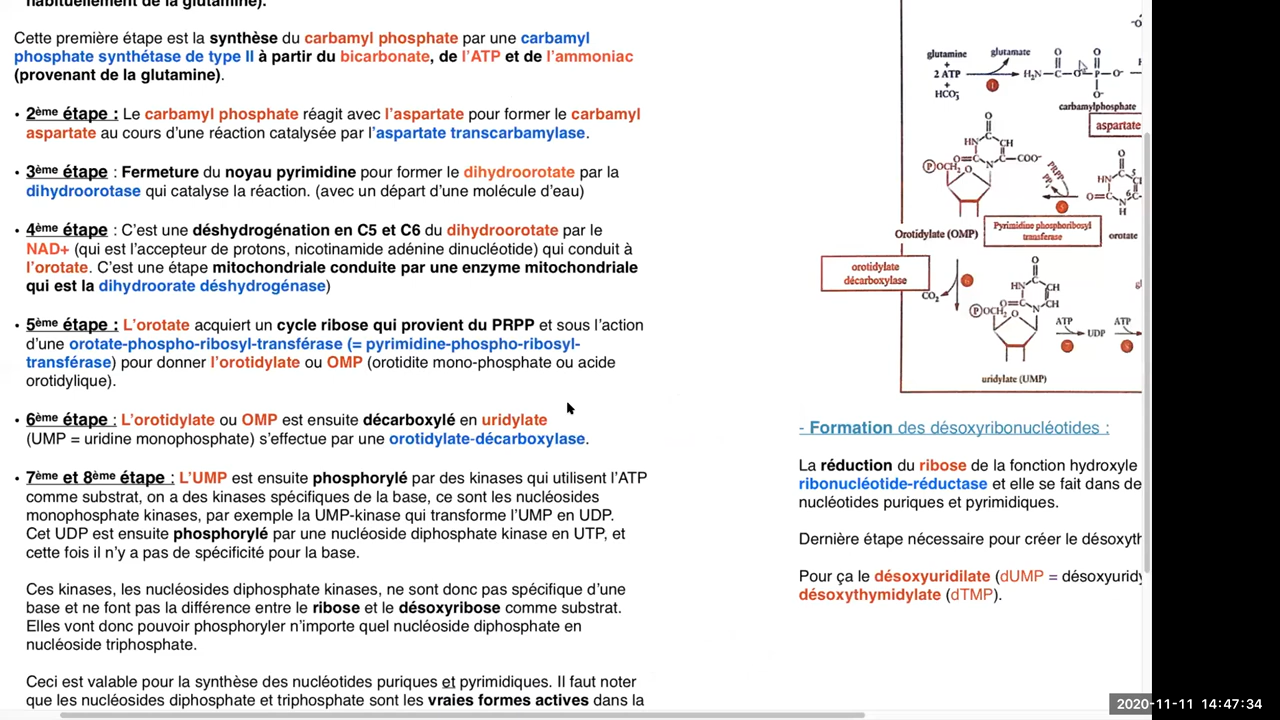 habituellement de la glutamine).
Cette première étape est la synthèse du carbamyl phosphate par une carbamyl
phosphate synthétase de type II à partir du bicarbonate, de l'ATP et de l'ammoniac
(provenant de la glutamine).
• 2ème étape : Le carbamyl phosphate réagit avec l'aspartate pour former le carbamyl
aspartate au cours d'une réaction catalysée par l'aspartate transcarbamylase.
• 3ème étape : Fermeture du noyau pyrimidine pour former le dihydroorotate par la
dihydroorotase qui catalyse la réaction. (avec un départ d'une molécule d'eau)
• 4ème étape : C'est une déshydrogénation en C5 et C6 du dihydroorotate par le
NAD+ (qui est l'accepteur de protons, nicotinamide adénine dinucléotide) qui conduit à
l'orotate. C'est une étape mitochondriale conduite par une enzyme mitochondriale
qui est la dihydroorate déshydrogénase)
• 5ème étape : L'orotate acquiert un cycle ribose qui provient du PRPP et sous l'action
d'une orotate-phospho-ribosyl-transférase (= pyrimidine-phospho-ribosyl-
transférase) pour donner l'orotidylate ou OMP (orotidite mono-phosphate ou acide
orotidylique).
• 6ème étape : L'orotidylate ou OMP est ensuite décarboxylé en uridylate
(UMP = uridine monophosphate) s'effectue par une orotidylate-décarboxylase.
• 7ème et 8ème étape : L'UMP est ensuite phosphorylé par des kinases qui utilisent l'ATP
comme substrat, on a des kinases spécifiques de la base, ce sont les nucléosides
monophosphate kinases, par exemple la UMP-kinase qui transforme l'UMP en UDP.
Cet UDP est ensuite phosphorylé par une nucléoside diphosphate kinase en UTP, et
cette fois il n'y a pas de spécificité pour la base.
Ces kinases, les nucléosides diphosphate kinases, ne sont donc pas spécifique d'une
base et ne font pas la différence entre le ribose et le désoxyribose comme substrat.
Elles vont donc pouvoir phosphoryler n'importe quel nucléoside diphosphate en
nucléoside triphosphate.
Ceci est valable pour la synthèse des nucléotides puriques et pyrimidiques. Il faut noter
que les nucléosides diphosphate et triphosphate sont les vraies formes actives dans la
glutamine
+
2 ATP
+
HCO3-
glutamate
1
H2N—C—O—P—O-
O O
O-
carbamylphosphate
aspartate
O
HN
COO-
P OCH2
O
PRPP
PPi
5
Orotidylate (OMP)
Pyrimidine phosphoribosyl
transferase
orotate
orotidylate
décarboxylase
CO2
6
O
HN CH
CH
P OCH2
O
ATP
7
UDP
ATP
8
uridylate (UMP)
- Formation des désoxyribonucléotides :
La réduction du ribose de la fonction hydroxyle
ribonucléotide-réductase et elle se fait dans de
nucléotides puriques et pyrimidiques.
Dernière étape nécessaire pour créer le désoxyth
Pour ça le désoxyuridilate (dUMP = désoxyuridy
désoxythymidylate (dTMP).
2020-11-11 14:47:34